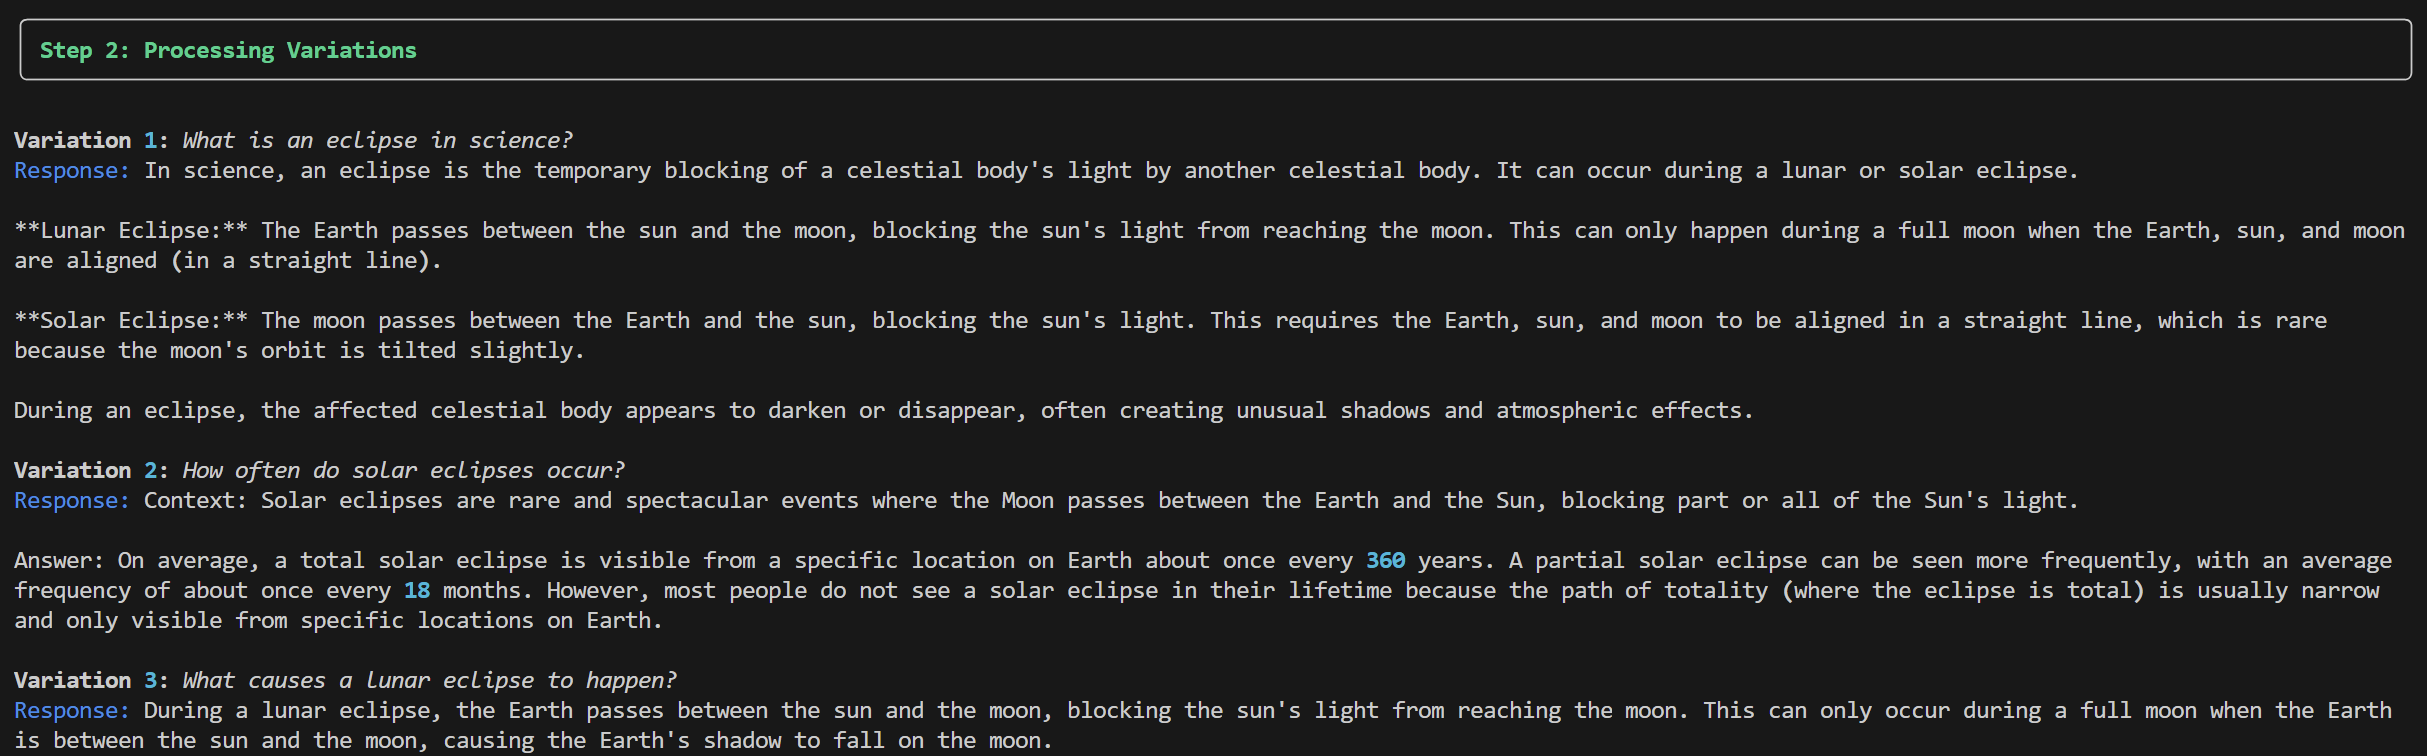 Step 2: Processing Variations
Variation 1: What is an eclipse in science?
Response: In science, an eclipse is the temporary blocking of a celestial body's light by another celestial body. It can occur during a lunar or solar eclipse.
**Lunar Eclipse:** The Earth passes between the sun and the moon, blocking the sun's light from reaching the moon. This can only happen during a full moon when the Earth, sun, and moon
are aligned (in a straight line).
**Solar Eclipse:** The moon passes between the Earth and the sun, blocking the sun's light. This requires the Earth, sun, and moon to be aligned in a straight line, which is rare
because the moon's orbit is tilted slightly.
During an eclipse, the affected celestial body appears to darken or disappear, often creating unusual shadows and atmospheric effects.
Variation 2: How often do solar eclipses occur?
Response: Context: Solar eclipses are rare and spectacular events where the Moon passes between the Earth and the Sun, blocking part or all of the Sun's light.
Answer: On average, a total solar eclipse is visible from a specific location on Earth about once every 360 years. A partial solar eclipse can be seen more frequently, with an average
frequency of about once every 18 months. However, most people do not see a solar eclipse in their lifetime because the path of totality (where the eclipse is total) is usually narrow
and only visible from specific locations on Earth.
Variation 3: What causes a lunar eclipse to happen?
Response: During a lunar eclipse, the Earth passes between the sun and the moon, blocking the sun's light from reaching the moon. This can only occur during a full moon when the Earth
is between the sun and the moon, causing the Earth's shadow to fall on the moon.